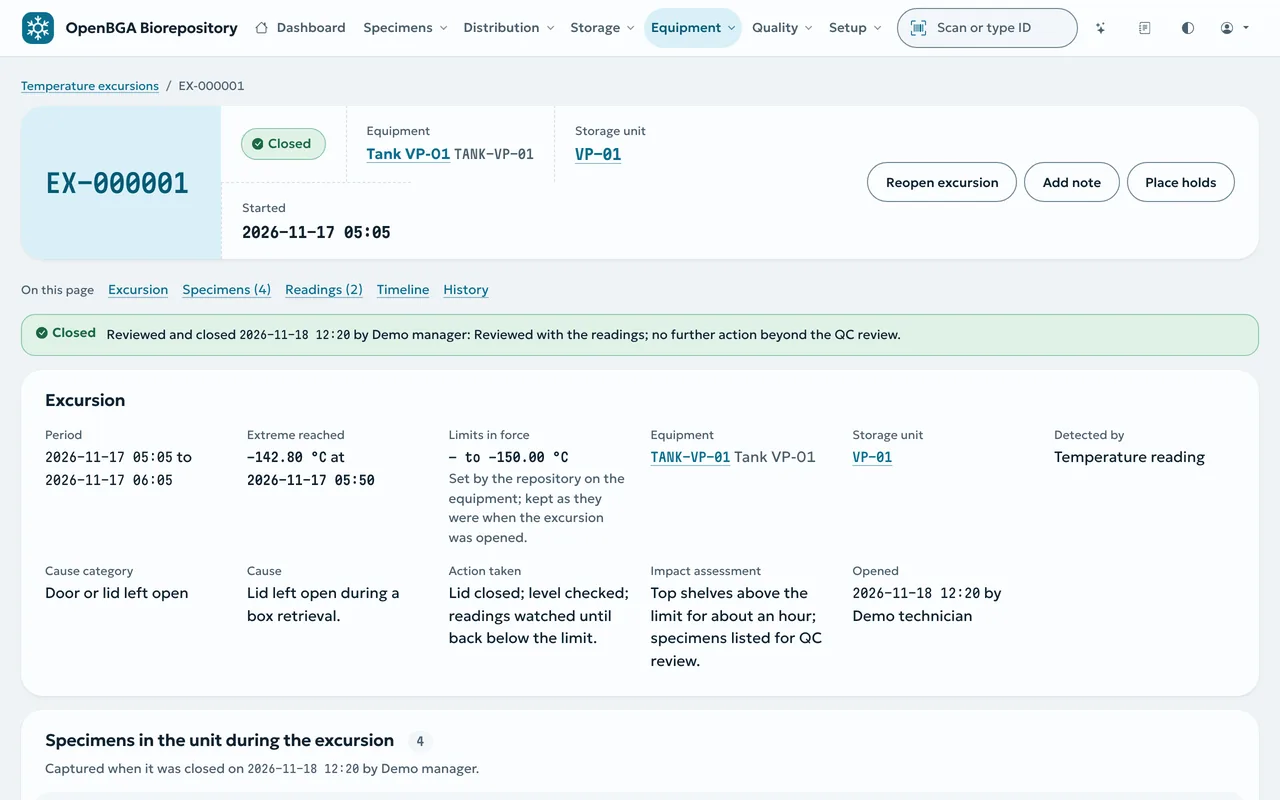 OpenBGA Biorepository
Dashboard
Specimens
Distribution
Storage
Equipment
Quality
Setup
Scan or type ID
Temperature excursions / EX-000001
EX-000001
Closed
Equipment
Tank VP-01 TANK-VP-01
Storage unit
VP-01
Started
2026-11-17 05:05
Reopen excursion
Add note
Place holds
On this page Excursion Specimens (4) Readings (2) Timeline History
Closed Reviewed and closed 2026-11-18 12:20 by Demo manager: Reviewed with the readings; no further action beyond the QC review.
Excursion
Period
2026-11-17 05:05 to
2026-11-17 06:05
Extreme reached
-142.80 °C at
2026-11-17 05:50
Limits in force
– to -150.00 °C
Set by the repository on the
equipment; kept as they
were when the excursion
was opened.
Equipment
TANK-VP-01 Tank VP-01
Storage unit
VP-01
Detected by
Temperature reading
Cause category
Door or lid left open
Cause
Lid left open during a
box retrieval.
Action taken
Lid closed; level checked;
readings watched until
back below the limit.
Impact assessment
Top shelves above the
limit for about an hour;
specimens listed for QC
review.
Opened
2026-11-18 12:20 by
Demo technician
Specimens in the unit during the excursion 4
Captured when it was closed on 2026-11-18 12:20 by Demo manager.